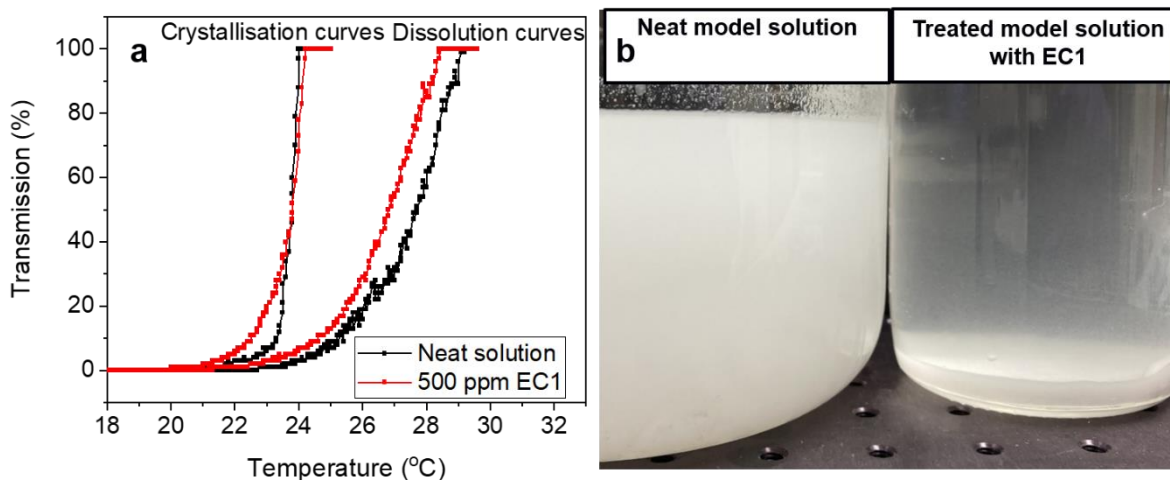 a
Crystallisation curves Dissolution curves
100
80
60
40
20
0
Transmission (%)
18 20 22 24 26 28 30 32
Temperature (°C)
Neat solution
500 ppm EC1
b
Neat model solution
Treated model solution
with EC1